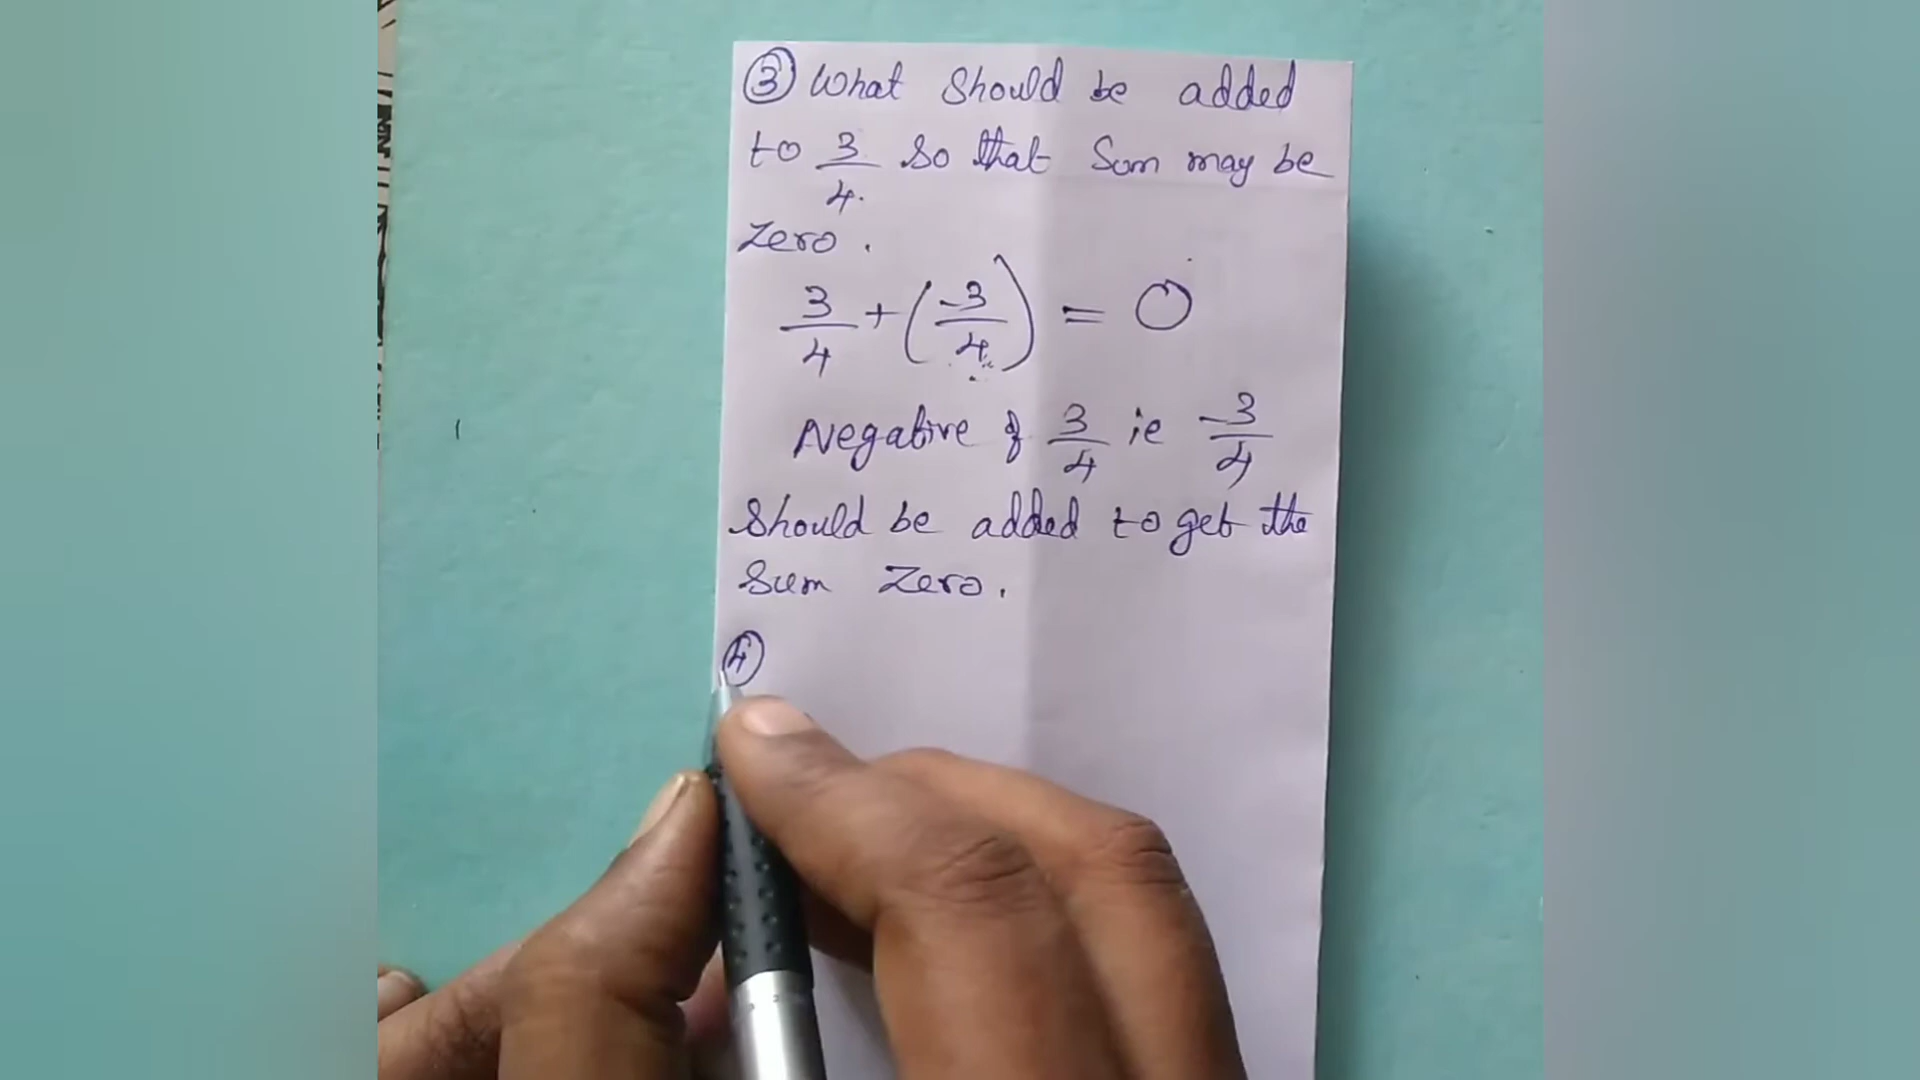 ③ What should be added
to 3/4 so that Sum may be
Zero.
3/4 + (-3/4) = 0
Negative of 3/4 ie -3/4
Should be added to get the
Sum Zero.
④